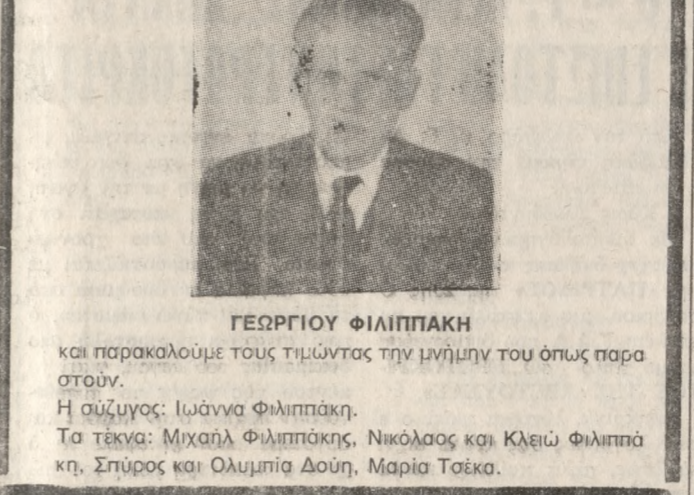 ΓΕΩΡΓΙΟΥ ΦΙΛΙΠΠΑΚΗ
και παρακαλούμε τους τιμώντας την μνήμην του όπως παρα
στούν.
Η σύζυγος: Ιωάννα Φιλιππάκη.
Τα τέκνα: Μιχαήλ Φιλιππάκης, Νικόλαος και Κλειώ Φιλιππά
κη, Σπύρος και Ολυμπία Δούη, Μαρία Τσέκα.